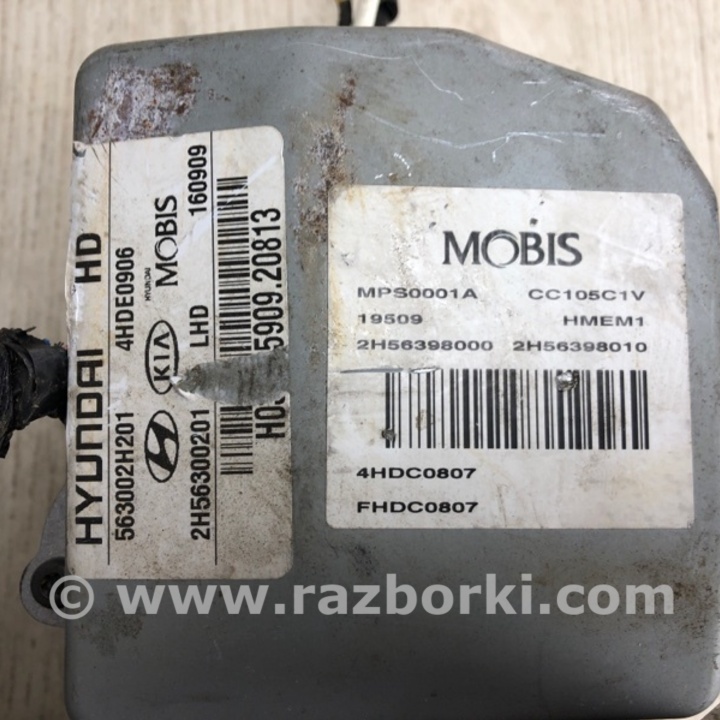 HYUNDAI HD
563002H201 4HDE0906
KIA HYUNDAI MOBIS
2H56300201 LHD 160909
5909.20813
MOBIS
MPS0001A CC105C1V
19509 HMEM1
2H56398000 2H56398010
4HDC0807
FHDC0807
© www.razborki.com